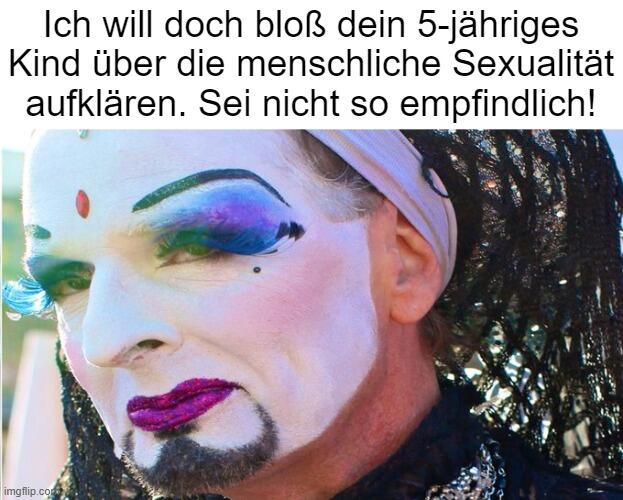 Ich will doch bloß dein 5-jähriges
Kind über die menschliche Sexualität
aufklären. Sei nicht so empfindlich!
imgflip.com